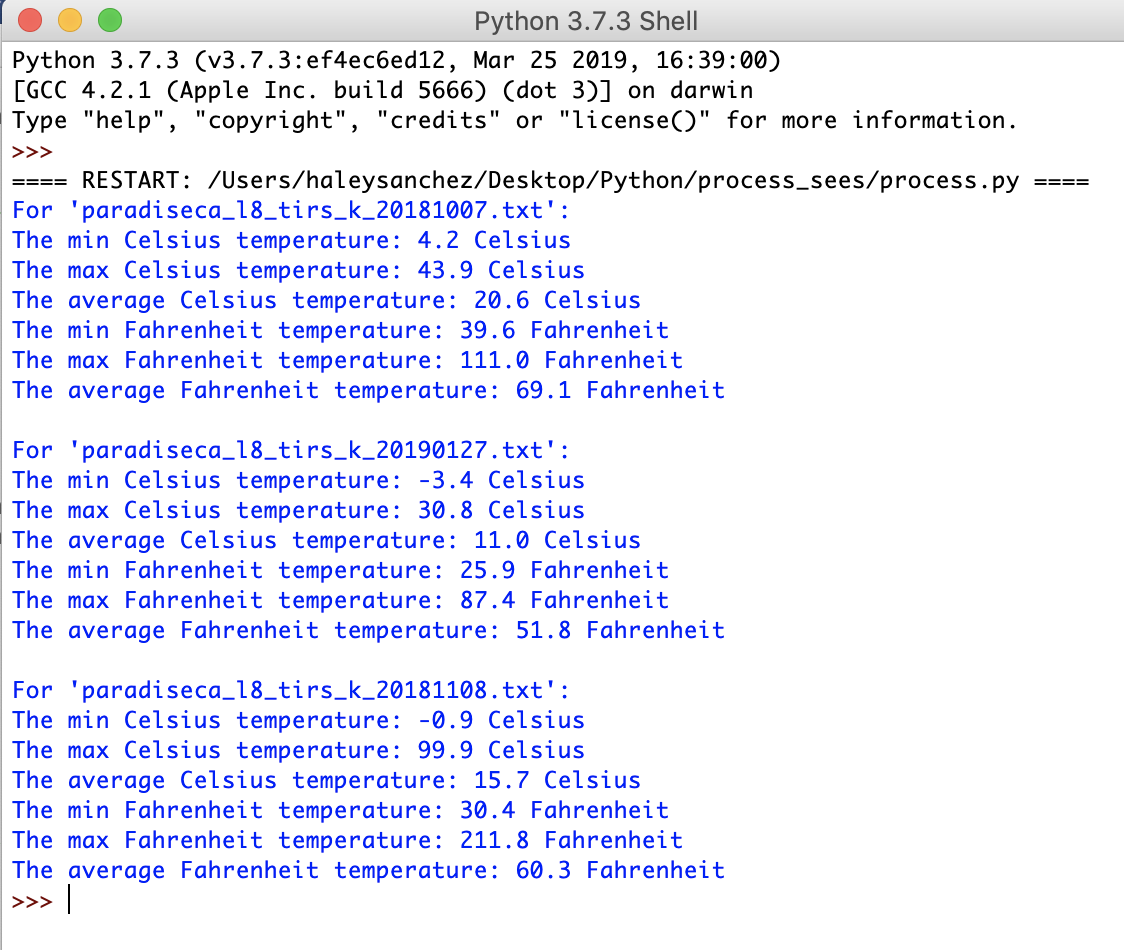 Python 3.7.3 Shell
Python 3.7.3 (v3.7.3:ef4ec6ed12, Mar 25 2019, 16:39:00)
[GCC 4.2.1 (Apple Inc. build 5666) (dot 3)] on darwin
Type "help", "copyright", "credits" or "license()" for more information.
>>>
==== RESTART: /Users/haleysanchez/Desktop/Python/process_sees/process.py ====
For 'paradiseca_l8_tirs_k_20181007.txt':
The min Celsius temperature: 4.2 Celsius
The max Celsius temperature: 43.9 Celsius
The average Celsius temperature: 20.6 Celsius
The min Fahrenheit temperature: 39.6 Fahrenheit
The max Fahrenheit temperature: 111.0 Fahrenheit
The average Fahrenheit temperature: 69.1 Fahrenheit

For 'paradiseca_l8_tirs_k_20190127.txt':
The min Celsius temperature: -3.4 Celsius
The max Celsius temperature: 30.8 Celsius
The average Celsius temperature: 11.0 Celsius
The min Fahrenheit temperature: 25.9 Fahrenheit
The max Fahrenheit temperature: 87.4 Fahrenheit
The average Fahrenheit temperature: 51.8 Fahrenheit

For 'paradiseca_l8_tirs_k_20181108.txt':
The min Celsius temperature: -0.9 Celsius
The max Celsius temperature: 99.9 Celsius
The average Celsius temperature: 15.7 Celsius
The min Fahrenheit temperature: 30.4 Fahrenheit
The max Fahrenheit temperature: 211.8 Fahrenheit
The average Fahrenheit temperature: 60.3 Fahrenheit
>>>